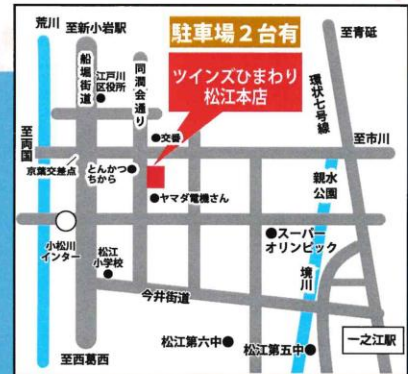 荒川
至新小岩駅
駐車場2台有
至青砥
船堀街道
江戸川
区役所
同潤会通り
ツインズひまわり
松江本店
環状七号線
至両国
●交番
至市川
京葉交差点
とんかつ
ちから
親水
公園
●ヤマダ電機さん
小松川
インター
松江
小学校
●スーパー
オリンピック
境川
今井街道
一之江駅
松江第六中●
松江第五中●
至西葛西